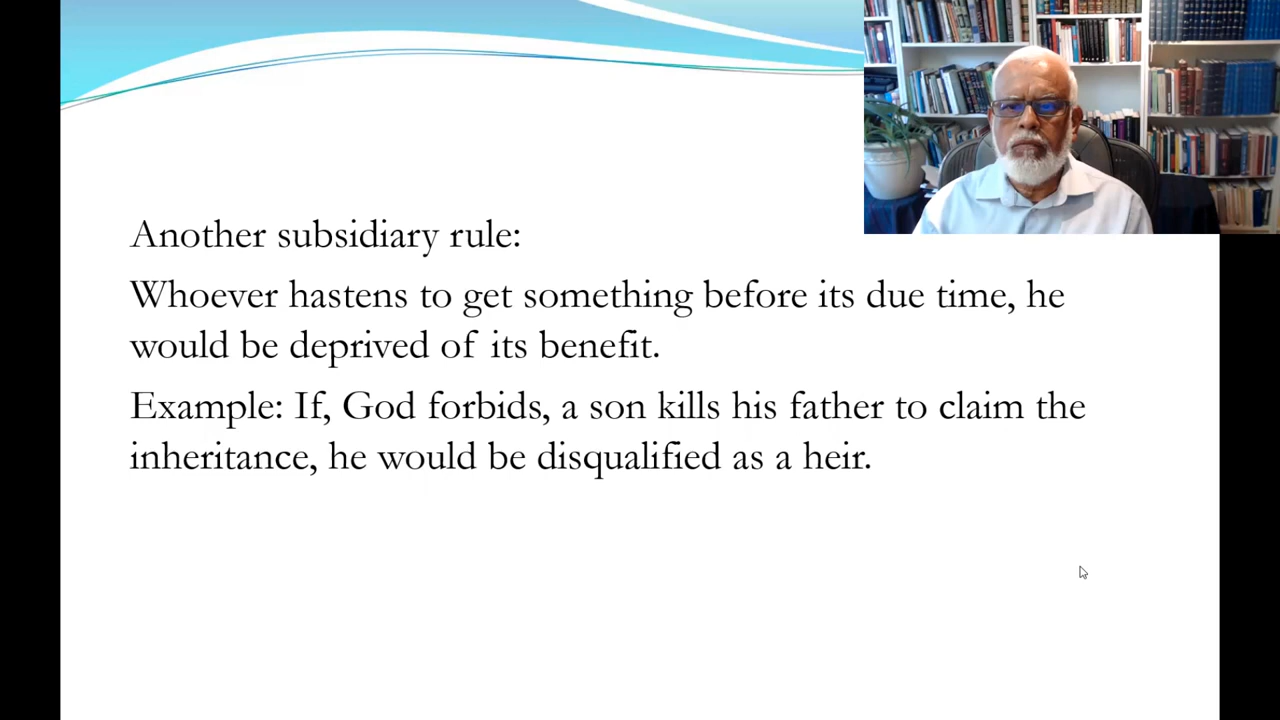 Another subsidiary rule:
Whoever hastens to get something before its due time, he
would be deprived of its benefit.
Example: If, God forbids, a son kills his father to claim the
inheritance, he would be disqualified as a heir.